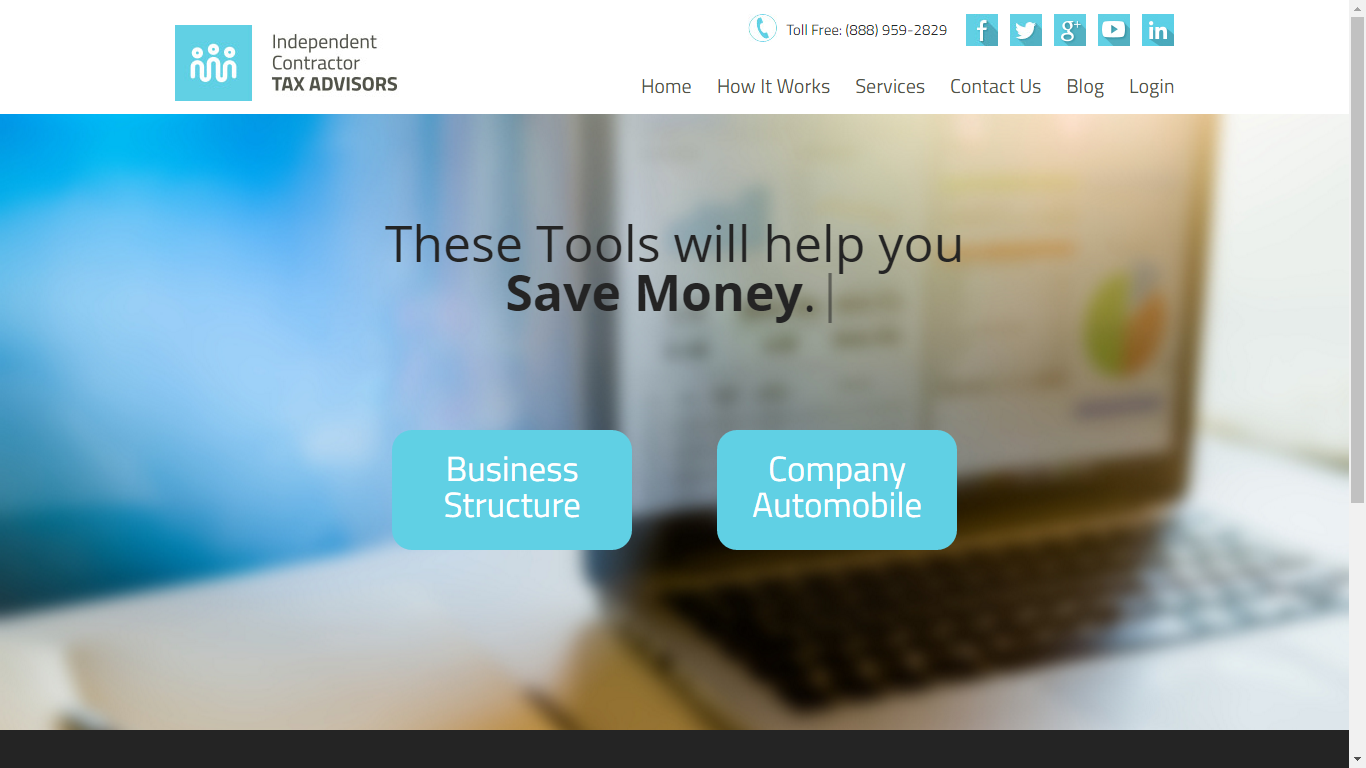 Toll Free: (888) 959-2829
Independent
Contractor
TAX ADVISORS
Home How It Works Services Contact Us Blog Login
These Tools will help you
Save Money.
Business
Structure
Company
Automobile